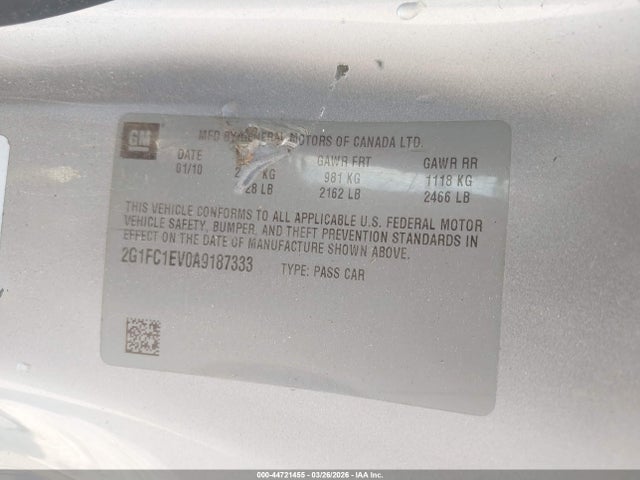 GM
MFD BY GENERAL MOTORS OF CANADA LTD.
DATE GAWR FRT GAWR RR
01/10 KG 981 KG 1118 KG
LB 2162 LB 2466 LB
THIS VEHICLE CONFORMS TO ALL APPLICABLE U.S. FEDERAL MOTOR
VEHICLE SAFETY, BUMPER, AND THEFT PREVENTION STANDARDS IN
EFFECT ON THE DATE OF MANUFACTURE SHOWN ABOVE.
2G1FC1EV0A9187333 TYPE: PASS CAR
000-44721455 - 03/26/2026 - IAA Inc.